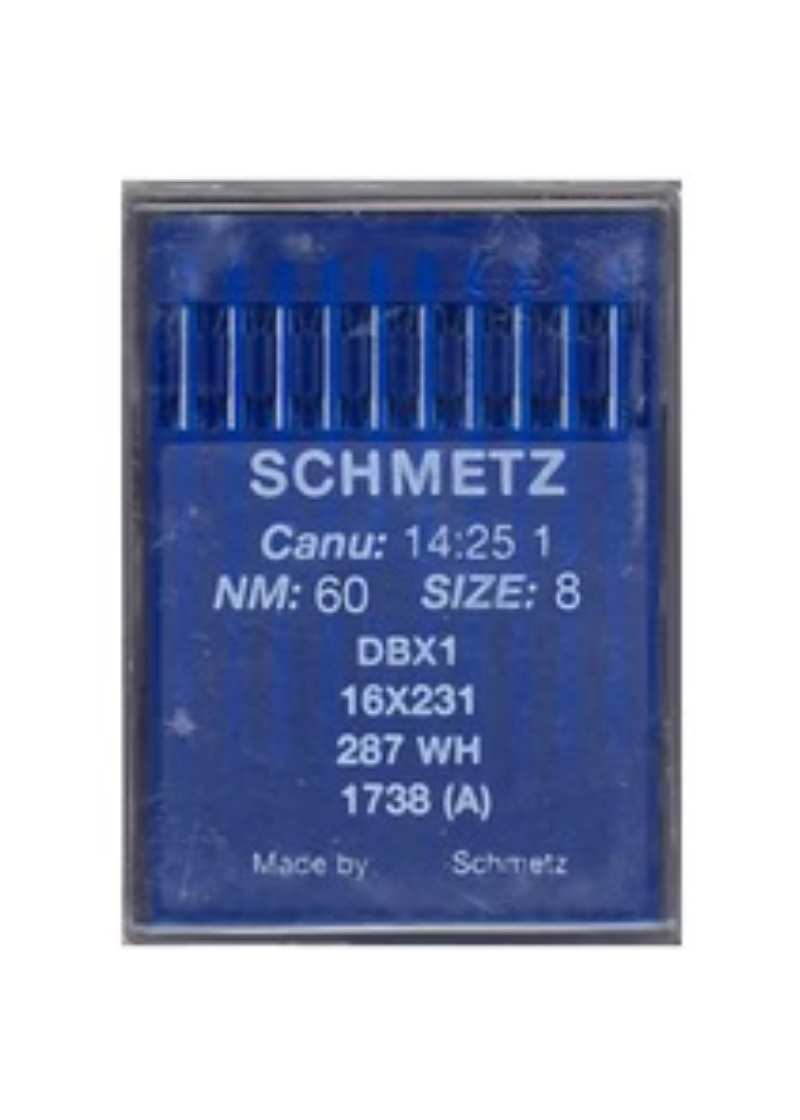 SCHMETZ
Canu: 14:25 1
NM: 60 SIZE: 8
DBX1
16X231
287 WH
1738 (A)
Made by Schmetz